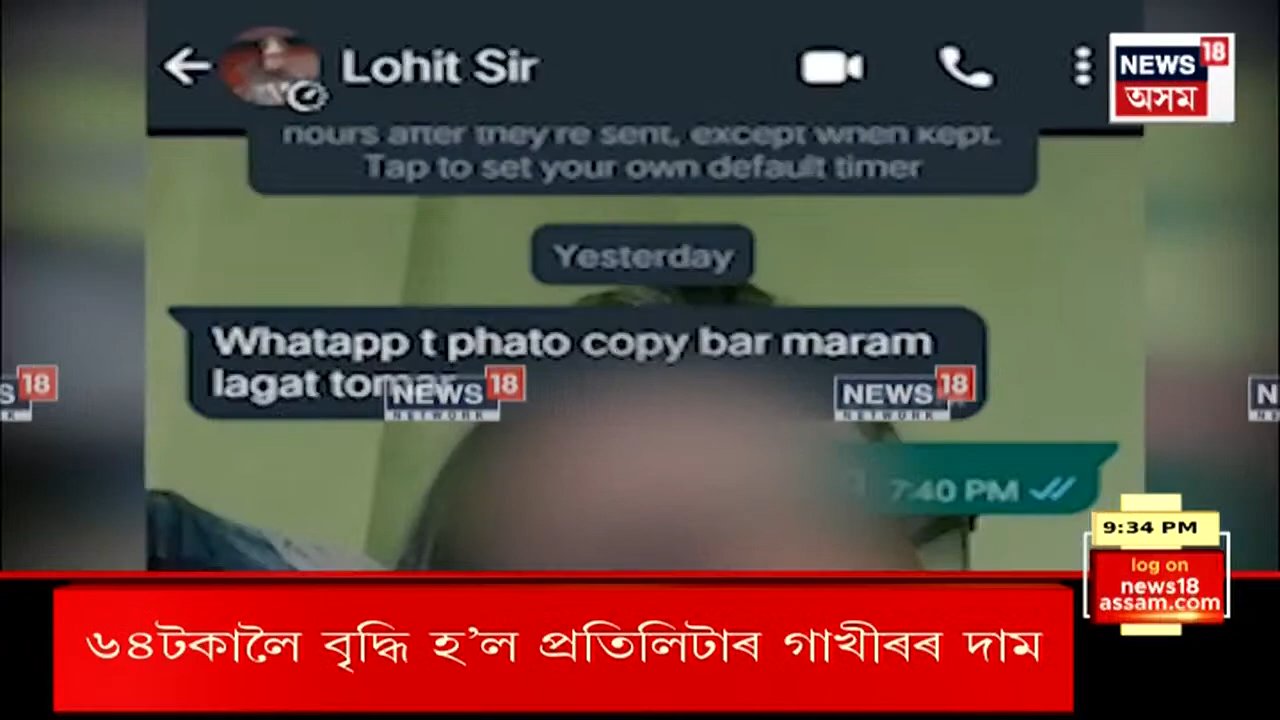 Lohit Sir
NEWS 18
অসম
hours after they're sent, except when kept.
Tap to set your own default timer
Yesterday
Whatapp t phato copy bar maram
lagat tomar
NEWS 18
NETWORK
NEWS 18
NETWORK
7:40 PM
9:34 PM
log on
news18
assam.com
৬৪টকালৈ বৃদ্ধি হ'ল প্ৰতিলিটাৰ গাখীৰৰ দাম